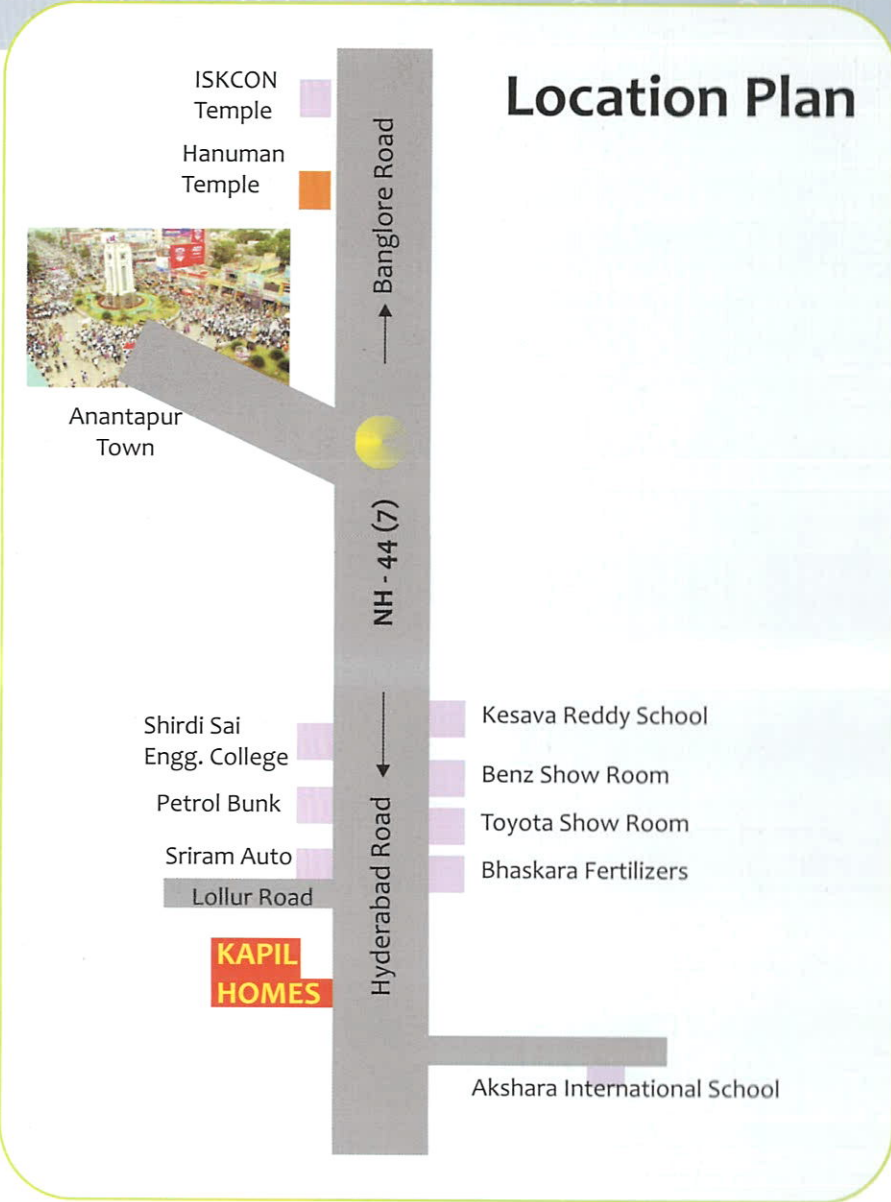 Location Plan
ISKCON
Temple
Hanuman
Temple
Banglore Road
Anantapur
Town
NH - 44 (7)
Shirdi Sai
Engg. College
Petrol Bunk
Sriram Auto
Lollur Road
KAPIL
HOMES
Hyderabad Road
Kesava Reddy School
Benz Show Room
Toyota Show Room
Bhaskara Fertilizers
Akshara International School